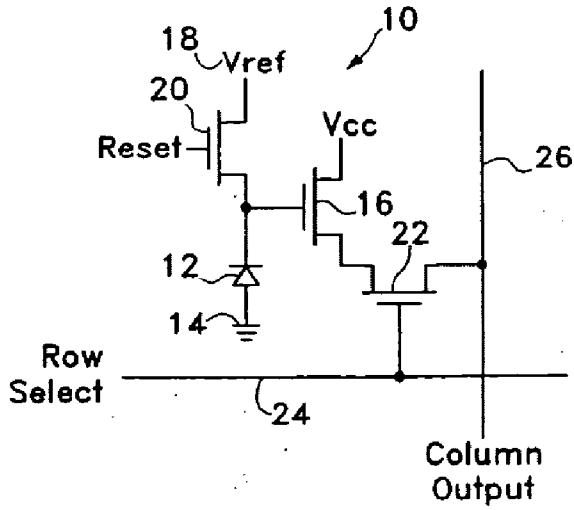 10
18 Vref
20
Reset
Vcc
26
16
22
12
14
Row
Select
24
Column
Output